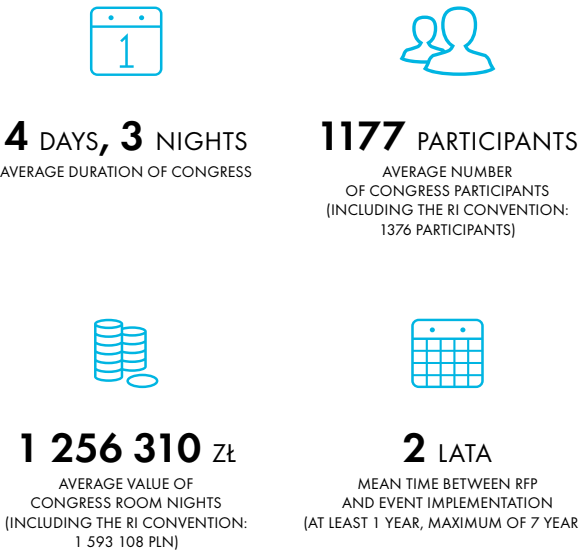 1
4 DAYS, 3 NIGHTS
AVERAGE DURATION OF CONGRESS
1177 PARTICIPANTS
AVERAGE NUMBER
OF CONGRESS PARTICIPANTS
(INCLUDING THE RI CONVENTION:
1376 PARTICIPANTS)
1 256 310 ZŁ
AVERAGE VALUE OF
CONGRESS ROOM NIGHTS
(INCLUDING THE RI CONVENTION:
1 593 108 PLN)
2 LATA
MEAN TIME BETWEEN RFP
AND EVENT IMPLEMENTATION
(AT LEAST 1 YEAR, MAXIMUM OF 7 YEAR